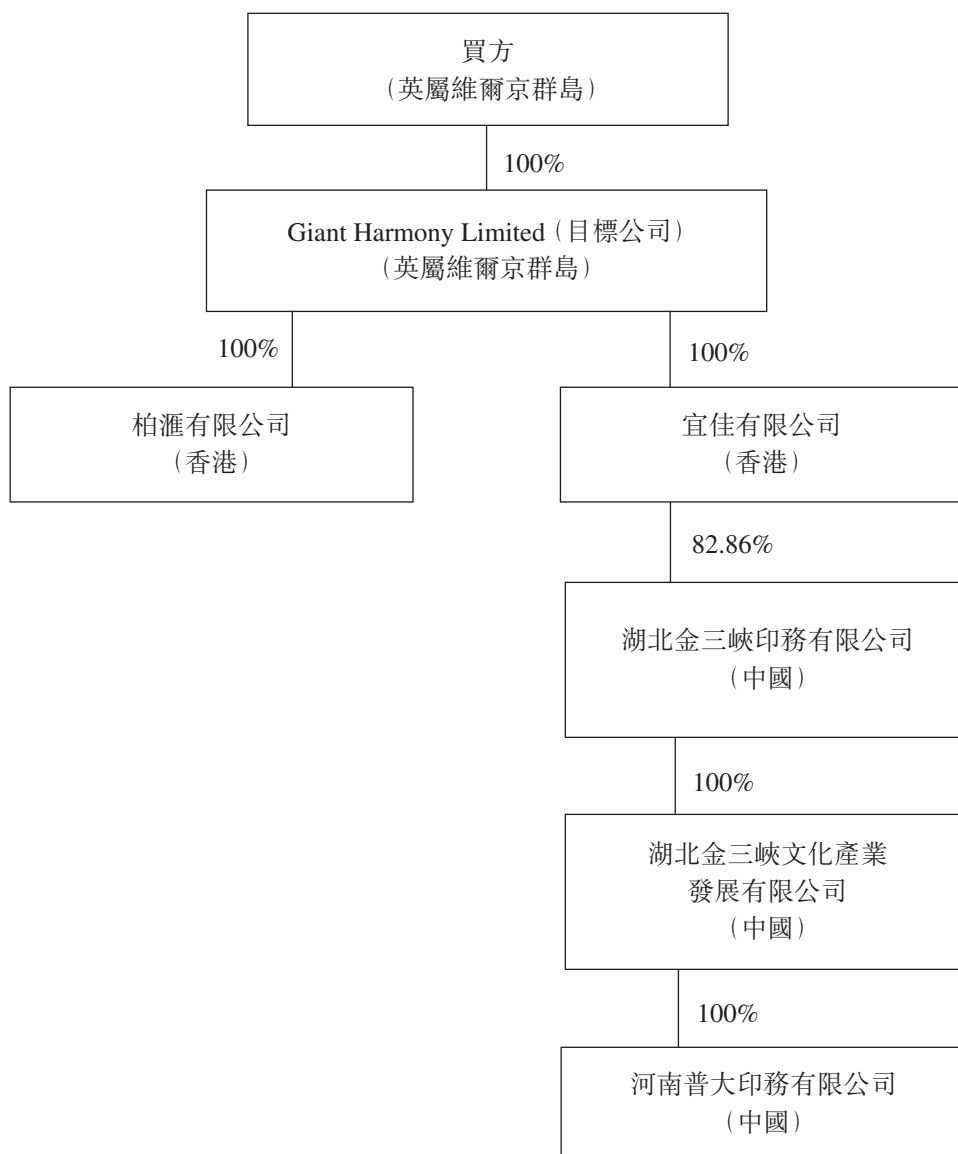 買方
（英屬維爾京群島）
100%
Giant Harmony Limited（目標公司）
（英屬維爾京群島）
100%
100%
柏滙有限公司
（香港）
宜佳有限公司
（香港）
82.86%
湖北金三峽印務有限公司
（中國）
100%
湖北金三峽文化產業
發展有限公司
（中國）
100%
河南普大印務有限公司
（中國）